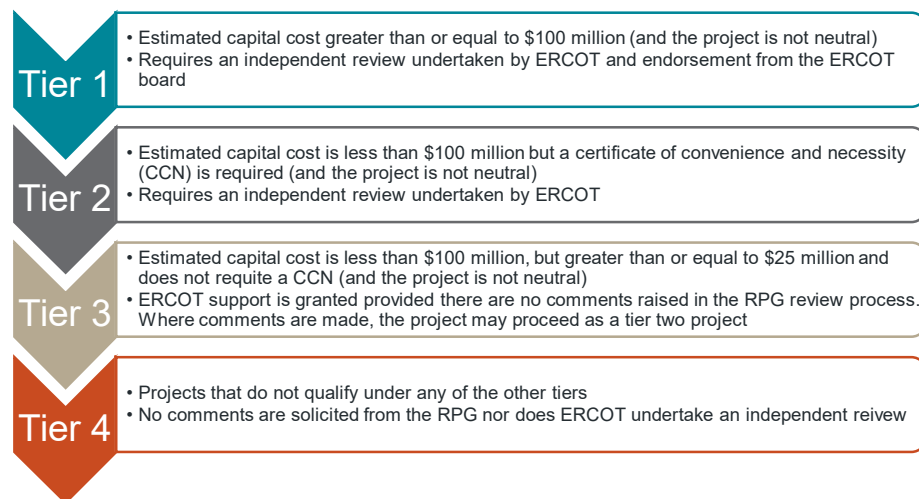 Tier 1
• Estimated capital cost greater than or equal to $100 million (and the project is not neutral)
• Requires an independent review undertaken by ERCOT and endorsement from the ERCOT
board
Tier 2
• Estimated capital cost is less than $100 million but a certificate of convenience and necessity
(CCN) is required (and the project is not neutral)
• Requires an independent review undertaken by ERCOT
Tier 3
• Estimated capital cost is less than $100 million, but greater than or equal to $25 million and
does not requite a CCN (and the project is not neutral)
• ERCOT support is granted provided there are no comments raised in the RPG review process.
Where comments are made, the project may proceed as a tier two project
Tier 4
• Projects that do not qualify under any of the other tiers
• No comments are solicited from the RPG nor does ERCOT undertake an independent reivew